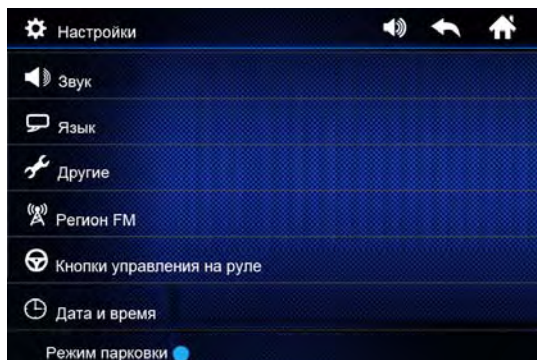 Настройки
Звук
Язык
Другие
Регион FM
Кнопки управления на руле
Дата и время
Режим парковки